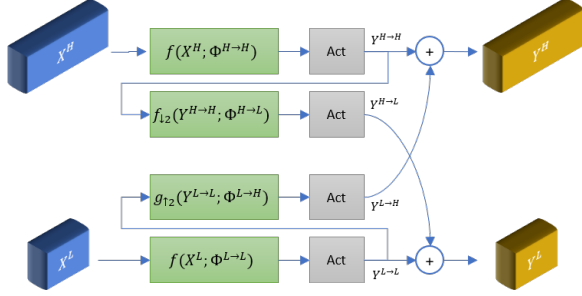 X^H f(X^H; Φ^{H→H}) Act Y^{H→H} + Y^H
f_{↓2}(Y^{H→H}; Φ^{H→L}) Act Y^{H→L}
g_{↑2}(Y^{L→L}; Φ^{L→H}) Act Y^{L→H}
X^L f(X^L; Φ^{L→L}) Act Y^{L→L} + Y^L